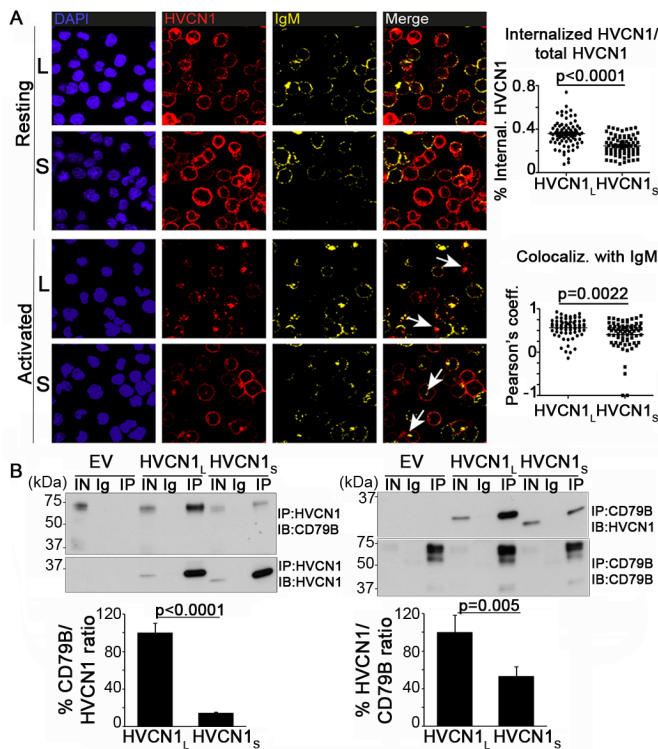 A
DAPI HVCN1 IgM Merge
Resting
L
S
Activated
L
S
Internalized HVCN1/
total HVCN1
p<0.0001
% Internal. HVCN1
0.8
0.4
0
HVCN1L HVCN1S
Colocaliz. with IgM
p=0.0022
Pearson's coeff.
1
0
-1
HVCN1L HVCN1S
B
EV HVCN1L HVCN1S
(kDa) IN Ig IP IN Ig IP IN Ig IP
75
50
37
IP:HVCN1
IB:CD79B
37
IP:HVCN1
IB:HVCN1
p<0.0001
% CD79B/
HVCN1 ratio
120
80
40
0
HVCN1L HVCN1S
EV HVCN1L HVCN1S
(kDa) IN Ig IP IN Ig IP IN Ig IP
37
IP:CD79B
IB:HVCN1
75
50
37
IP:CD79B
IB:CD79B
p=0.005
% HVCN1/
CD79B ratio
120
80
40
0
HVCN1L HVCN1S